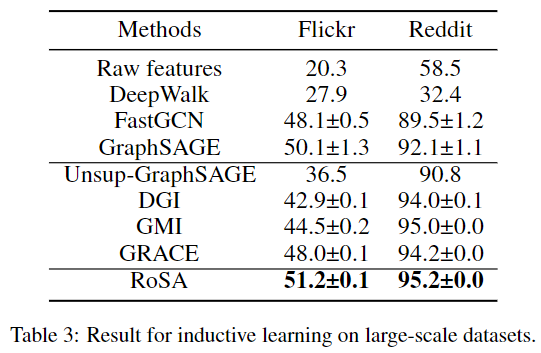 Methods Flickr Reddit
Raw features 20.3 58.5
DeepWalk 27.9 32.4
FastGCN 48.1±0.5 89.5±1.2
GraphSAGE 50.1±1.3 92.1±1.1
Unsup-GraphSAGE 36.5 90.8
DGI 42.9±0.1 94.0±0.1
GMI 44.5±0.2 95.0±0.0
GRACE 48.0±0.1 94.2±0.0
RoSA 51.2±0.1 95.2±0.0
Table 3: Result for inductive learning on large-scale datasets.